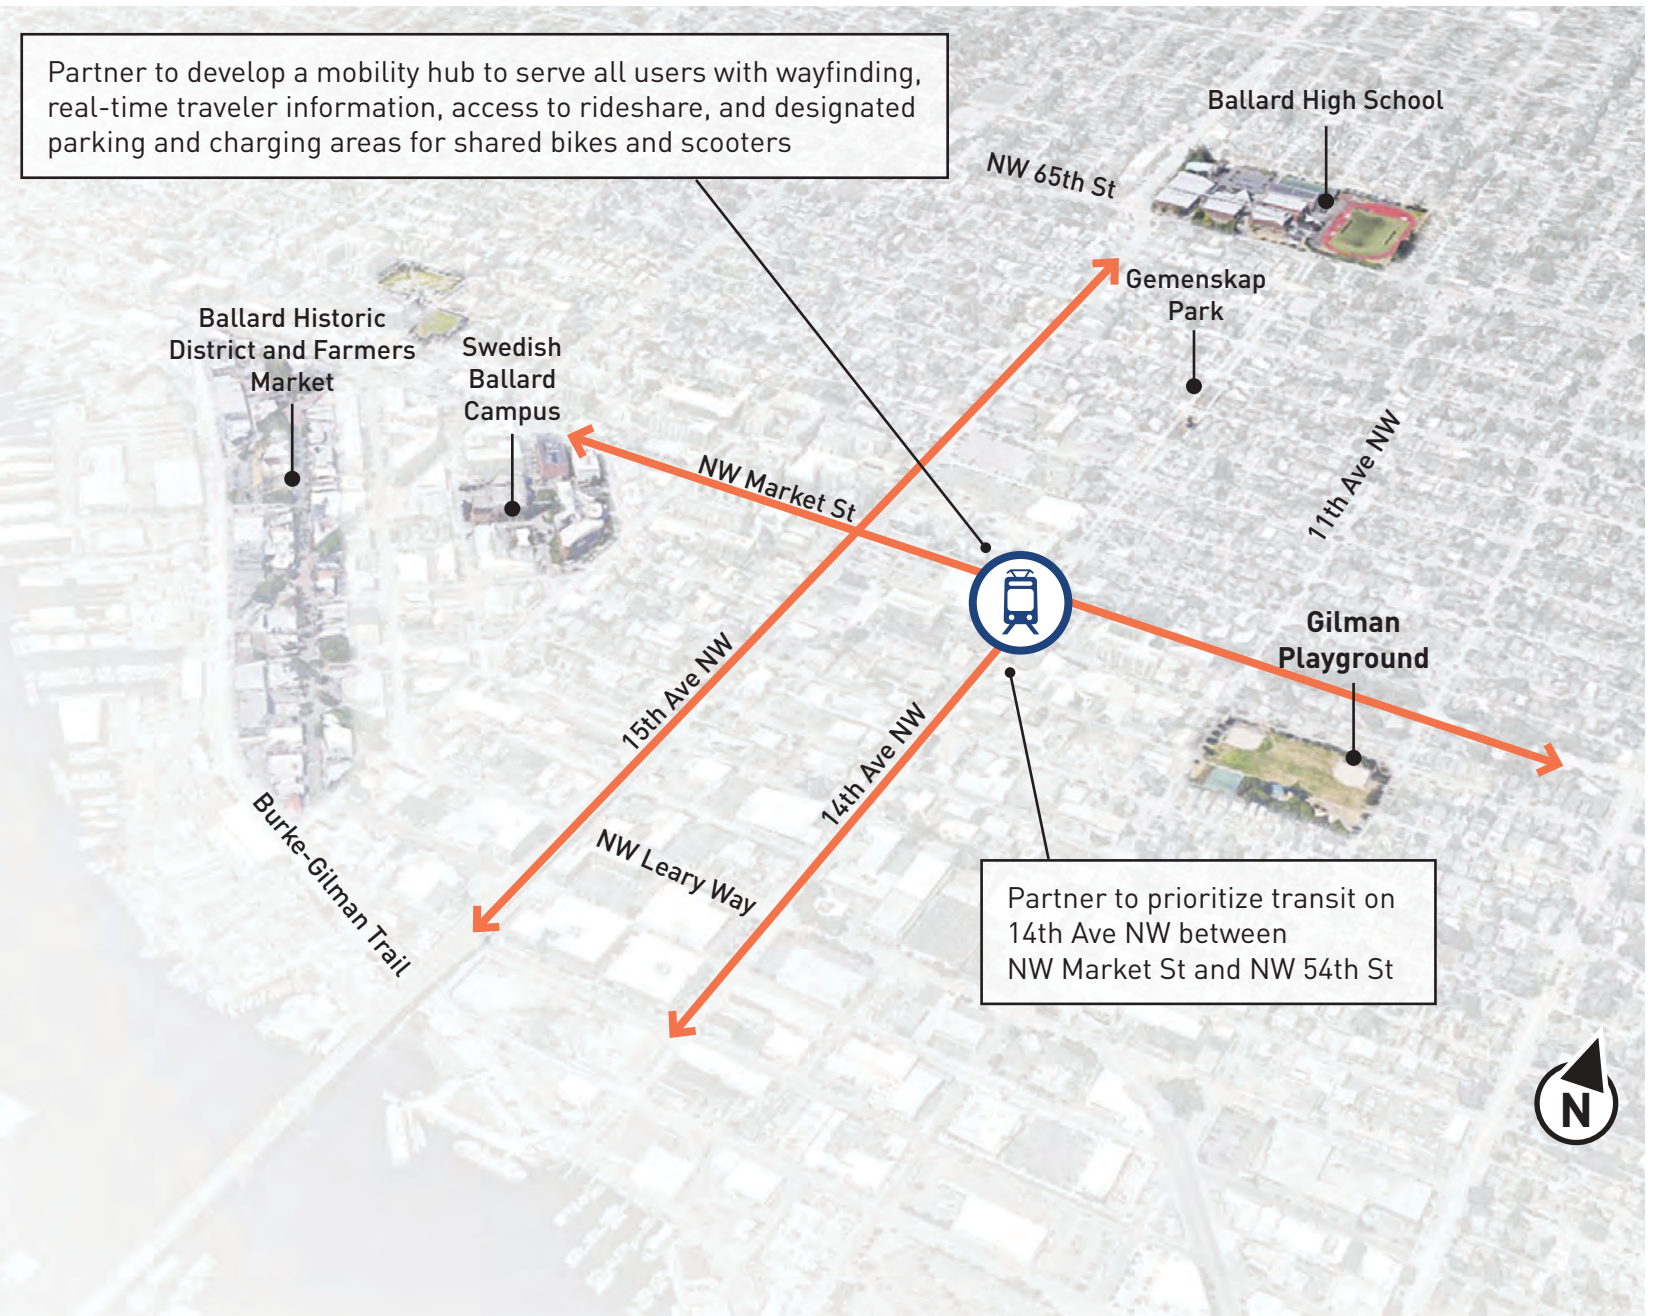 Partner to develop a mobility hub to serve all users with wayfinding,
real-time traveler information, access to rideshare, and designated
parking and charging areas for shared bikes and scooters
Ballard High School
NW 65th St
Gemenskap
Park
Ballard Historic
District and Farmers
Market
Swedish
Ballard
Campus
NW Market St
11th Ave NW
Gilman
Playground
15th Ave NW
14th Ave NW
Burke-Gilman Trail
NW Leary Way
Partner to prioritize transit on
14th Ave NW between
NW Market St and NW 54th St
N